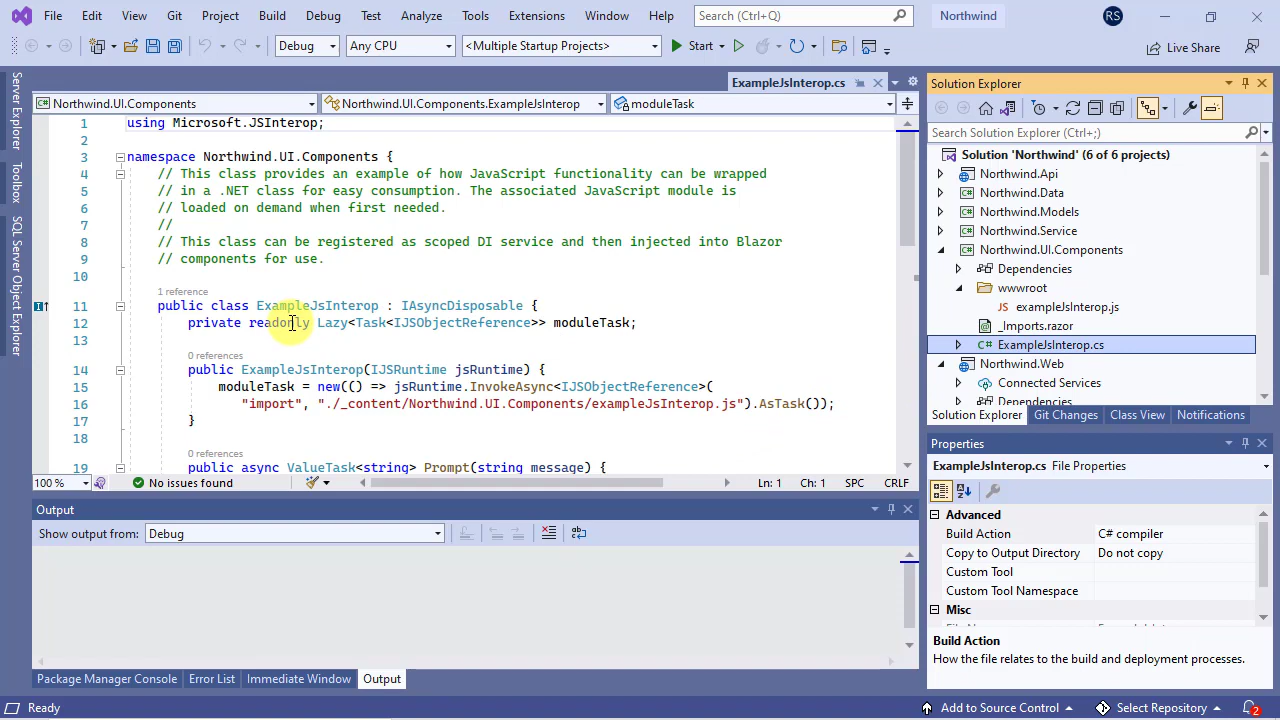 File Edit View Git Project Build Debug Test Analyze Tools Extensions Window Help Search (Ctrl+Q) Northwind RS
Debug Any CPU <Multiple Startup Projects> Start Live Share
Server Explorer
Toolbox
SQL Server Object Explorer
ExampleJsInterop.cs
Northwind.UI.Components Northwind.UI.Components.ExampleJsInterop moduleTask
1 using Microsoft.JSInterop;
2
3 namespace Northwind.UI.Components {
4 // This class provides an example of how JavaScript functionality can be wrapped
5 // in a .NET class for easy consumption. The associated JavaScript module is
6 // loaded on demand when first needed.
7 //
8 // This class can be registered as scoped DI service and then injected into Blazor
9 // components for use.
10
1 reference
11 public class ExampleJsInterop : IAsyncDisposable {
12 private readonly Lazy<Task<IJSObjectReference>> moduleTask;
13
0 references
14 public ExampleJsInterop(IJSRuntime jsRuntime) {
15 moduleTask = new(() => jsRuntime.InvokeAsync<IJSObjectReference>(
16 "import", "./_content/Northwind.UI.Components/exampleJsInterop.js").AsTask());
17 }
18
0 references
19 public async ValueTask<string> Prompt(string message) {
100 % No issues found Ln: 1 Ch: 1 SPC CRLF
Output
Show output from: Debug
Package Manager Console Error List Immediate Window Output
Solution Explorer
Search Solution Explorer (Ctrl+;)
Solution 'Northwind' (6 of 6 projects)
Northwind.Api
Northwind.Data
Northwind.Models
Northwind.Service
Northwind.UI.Components
Dependencies
wwwroot
exampleJsInterop.js
_Imports.razor
ExampleJsInterop.cs
Northwind.Web
Connected Services
Dependencies
Solution Explorer Git Changes Class View Notifications
Properties
ExampleJsInterop.cs File Properties
Advanced
Build Action C# compiler
Copy to Output Directory Do not copy
Custom Tool
Custom Tool Namespace
Misc
Build Action
How the file relates to the build and deployment processes.
Ready Add to Source Control Select Repository 2